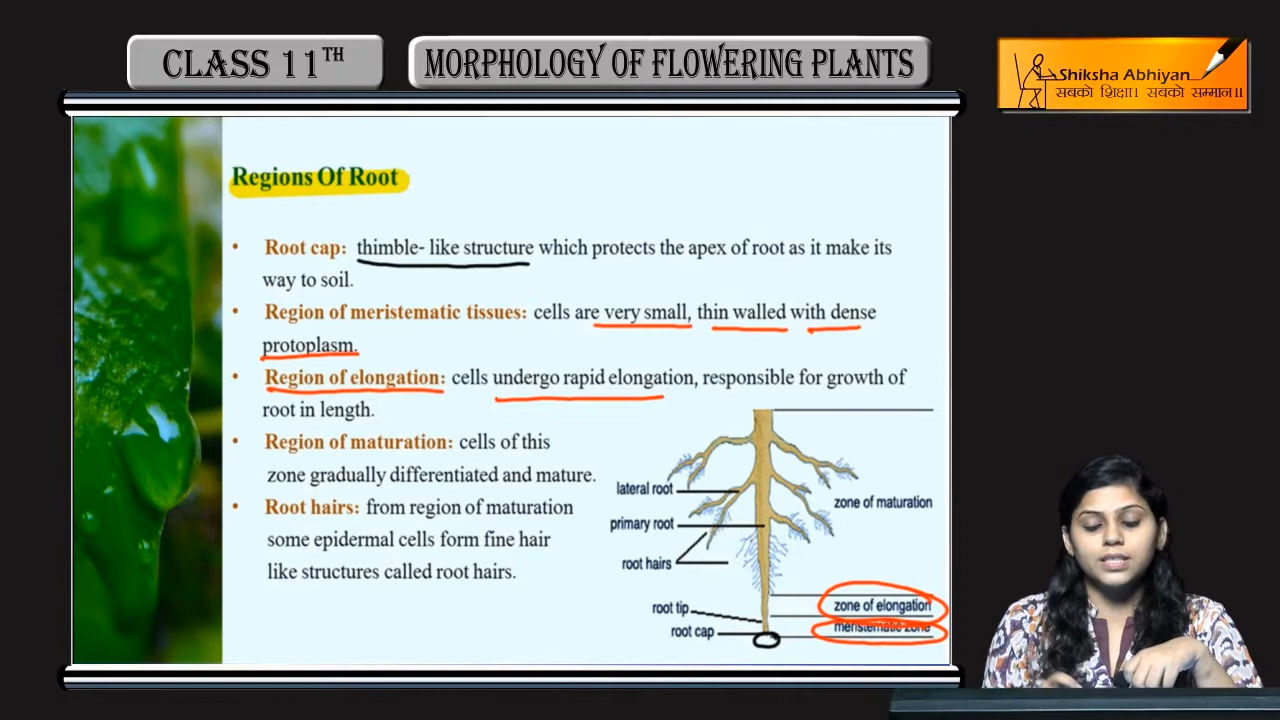 CLASS 11TH
MORPHOLOGY OF FLOWERING PLANTS
Shiksha Abhiyan
सबको शिक्षा। सबको सम्मान॥
Regions Of Root
• Root cap: thimble- like structure which protects the apex of root as it make its
way to soil.
• Region of meristematic tissues: cells are very small, thin walled with dense
protoplasm.
• Region of elongation: cells undergo rapid elongation, responsible for growth of
root in length.
• Region of maturation: cells of this
zone gradually differentiated and mature.
• Root hairs: from region of maturation
some epidermal cells form fine hair
like structures called root hairs.
lateral root
zone of maturation
primary root
root hairs
zone of elongation
root tip
meristematic zone
root cap